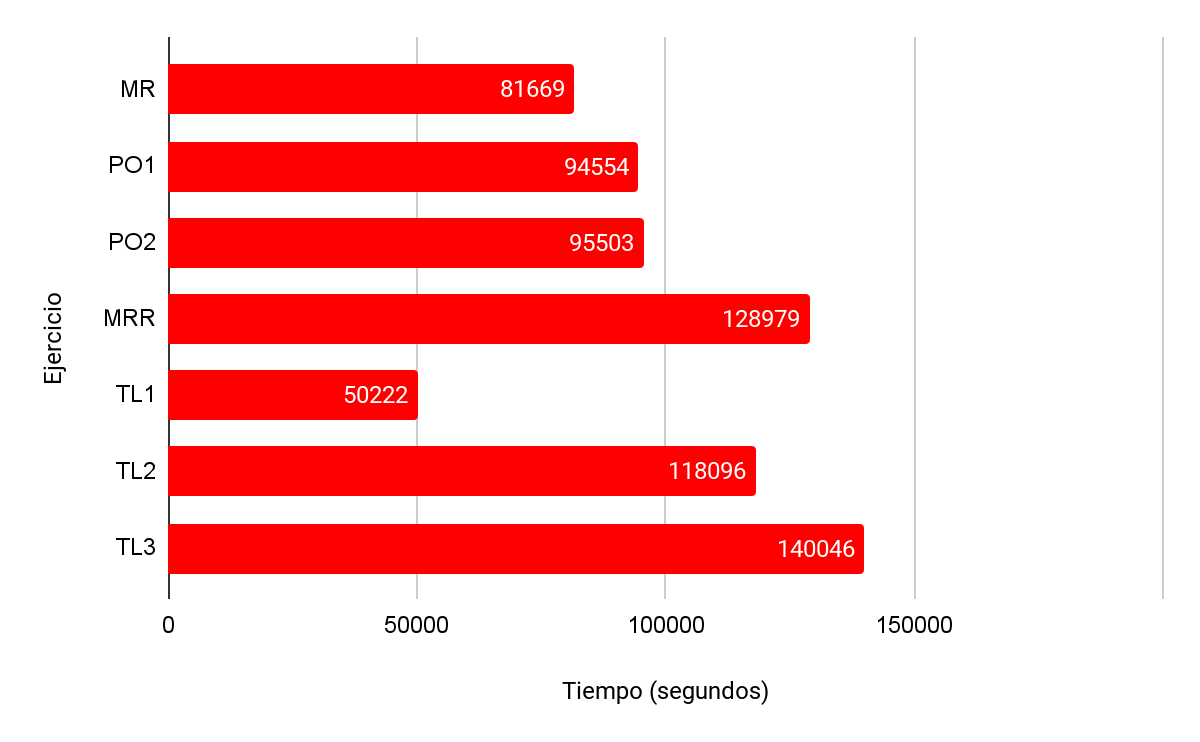 MR
81669
PO1
94554
PO2
95503
MRR
128979
TL1
50222
TL2
118096
TL3
140046
Ejercicio
0 50000 100000 150000
Tiempo (segundos)